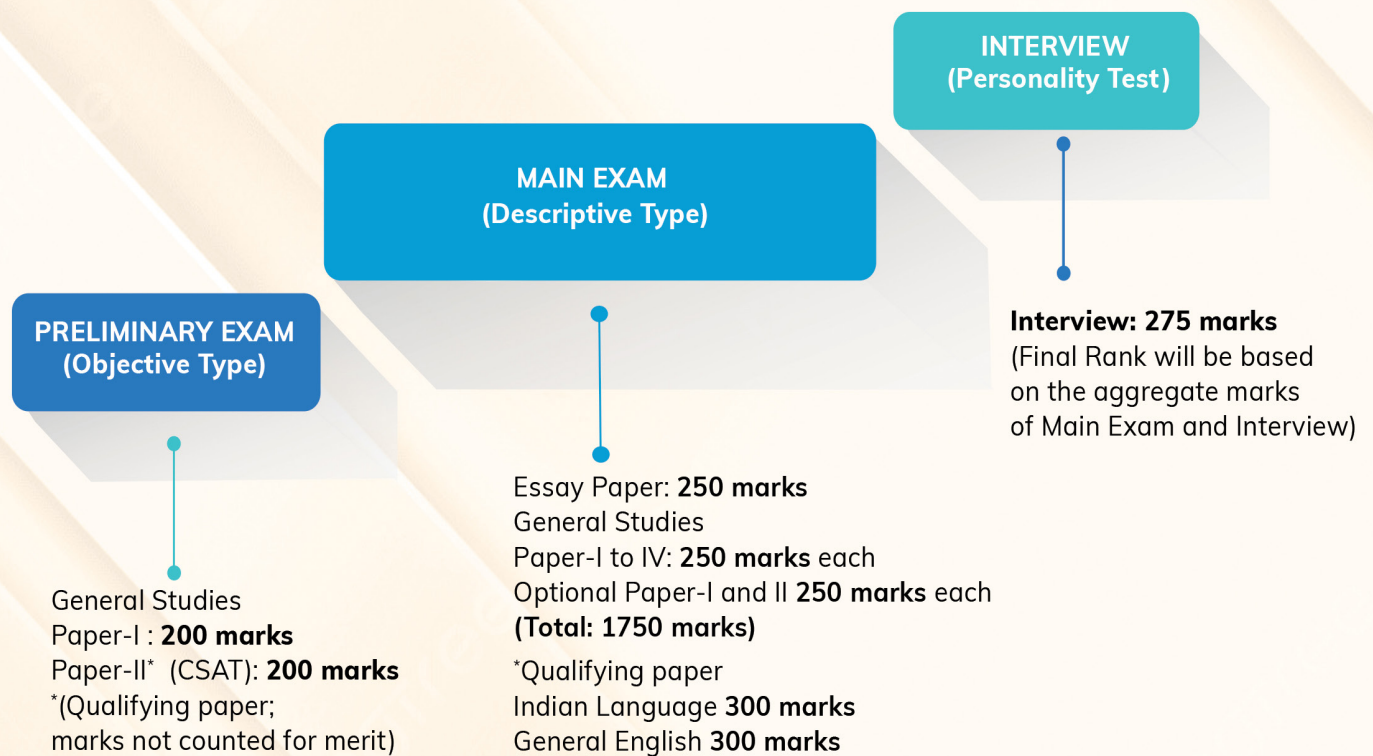 INTERVIEW
(Personality Test)
MAIN EXAM
(Descriptive Type)
PRELIMINARY EXAM
(Objective Type)
Interview: 275 marks
(Final Rank will be based
on the aggregate marks
of Main Exam and Interview)
Essay Paper: 250 marks
General Studies
Paper-I to IV: 250 marks each
Optional Paper-I and II 250 marks each
(Total: 1750 marks)
*Qualifying paper
Indian Language 300 marks
General English 300 marks
General Studies
Paper-I : 200 marks
Paper-II* (CSAT): 200 marks
*(Qualifying paper;
marks not counted for merit)